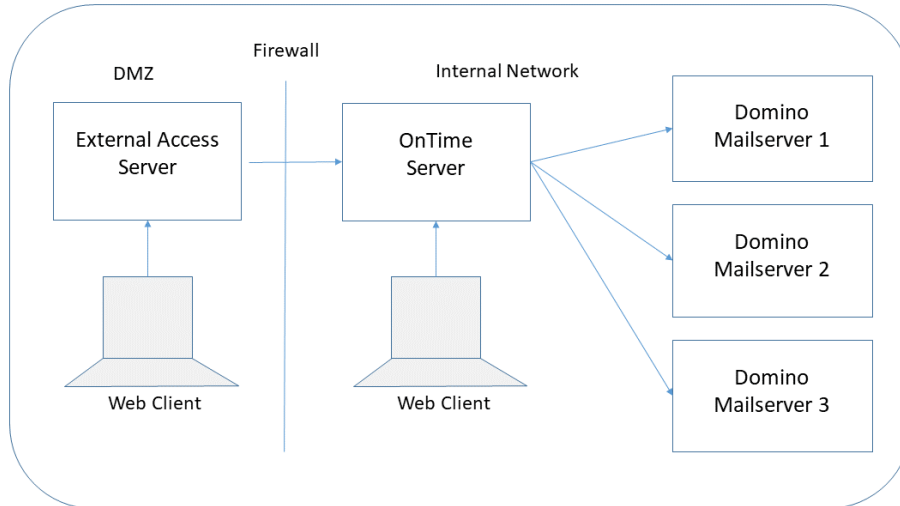 DMZ
Firewall
Internal Network
External Access
Server
OnTime
Server
Domino
Mailserver 1
Domino
Mailserver 2
Domino
Mailserver 3
Web Client
Web Client